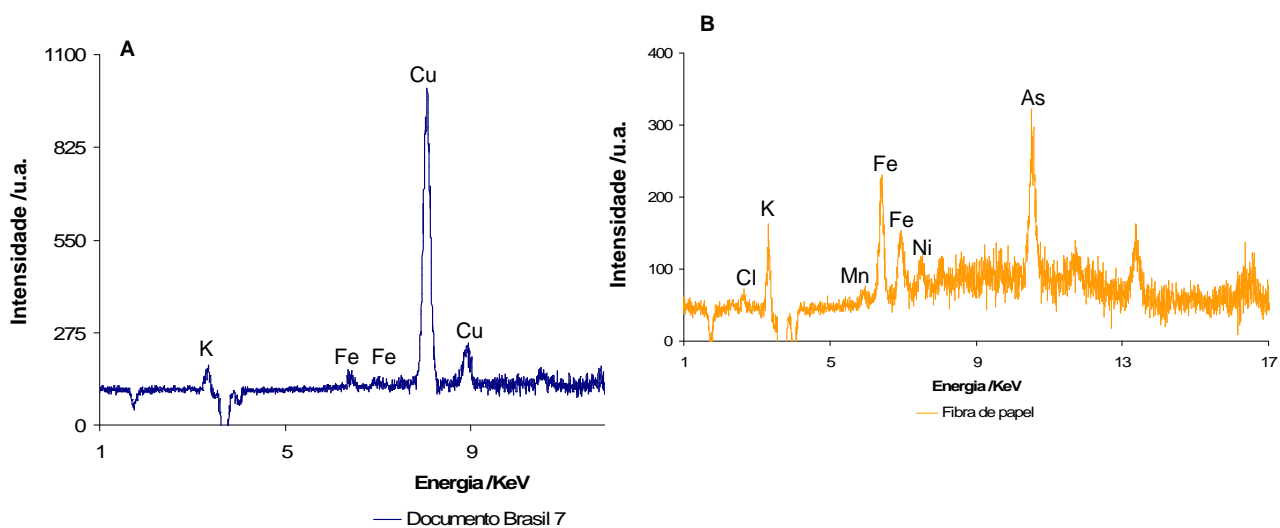 A
1100
825
550
275
0
Intensidade /u.a.
K
Fe
Fe
Cu
Cu
1
5
9
Energia /KeV
Documento Brasil 7
B
400
300
200
100
0
Intensidade /u.a.
Cl
K
Mn
Fe
Fe
Ni
As
1
5
9
13
17
Energia /KeV
Fibra de papel